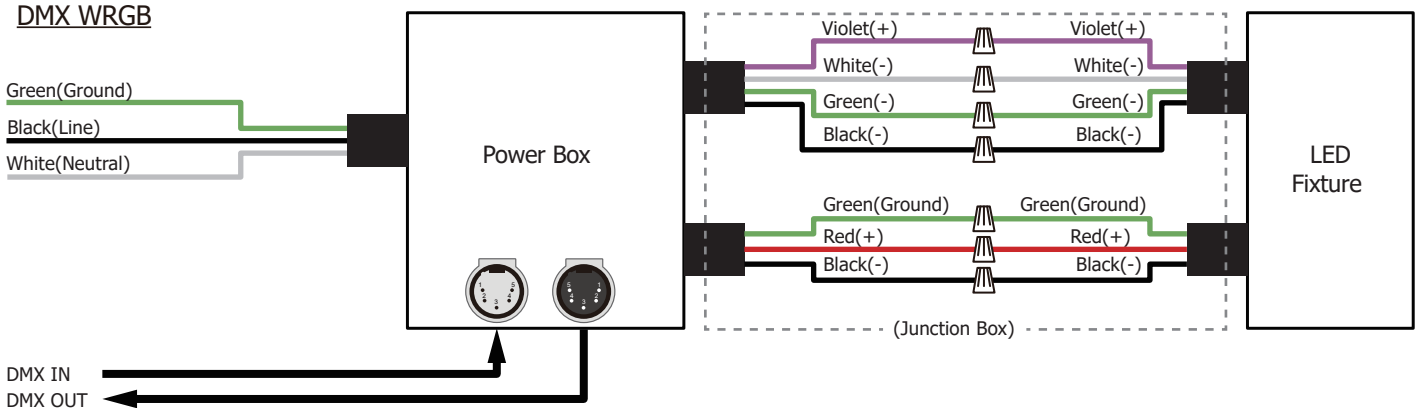 DMX WRGB
Green(Ground)
Black(Line)
White(Neutral)
Power Box
1
2
3
4
5
5
4
3
2
1
DMX IN
DMX OUT
Violet(+)
Violet(+)
White(-)
White(-)
Green(-)
Green(-)
Black(-)
Black(-)
Green(Ground)
Green(Ground)
Red(+)
Red(+)
Black(-)
Black(-)
(Junction Box)
LED
Fixture